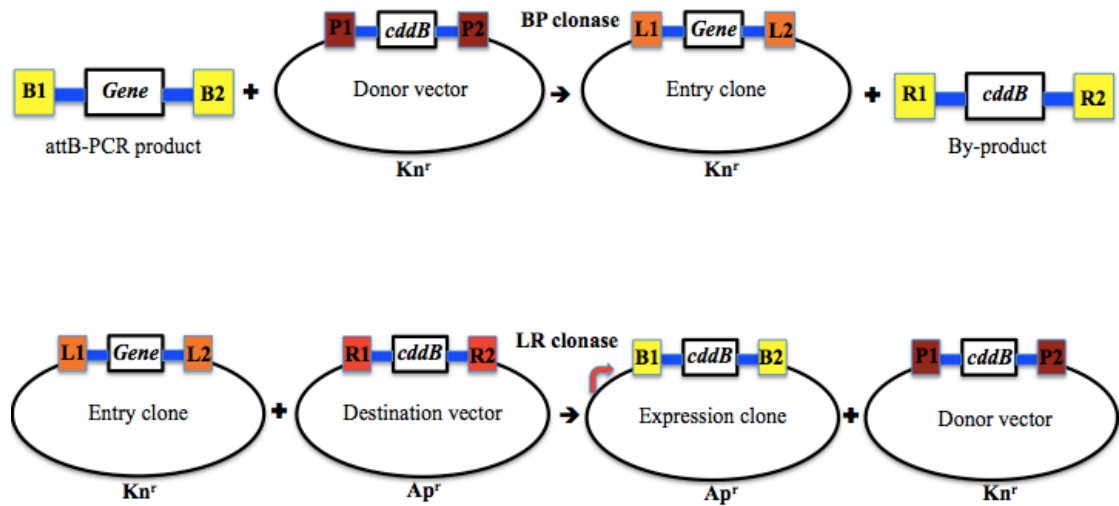 P1 cddB P2 BP clonase L1 Gene L2
B1 Gene B2 + Donor vector → Entry clone + R1 cddB R2
attB-PCR product By-product
Knʳ Knʳ
L1 Gene L2 R1 cddB R2 LR clonase B1 cddB B2 P1 cddB P2
Entry clone + Destination vector → Expression clone + Donor vector
Knʳ Apʳ Apʳ Knʳ